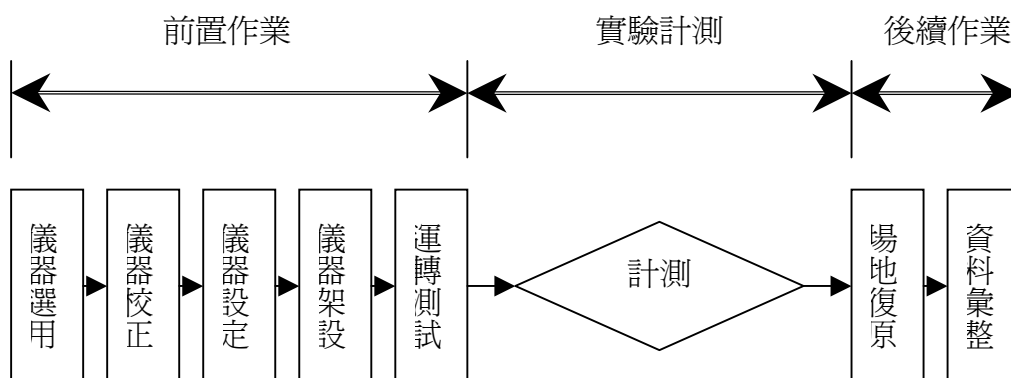 前置作業
實驗計測
後續作業
儀器選用
儀器校正
儀器設定
儀器架設
運轉測試
計測
場地復原
資料彙整